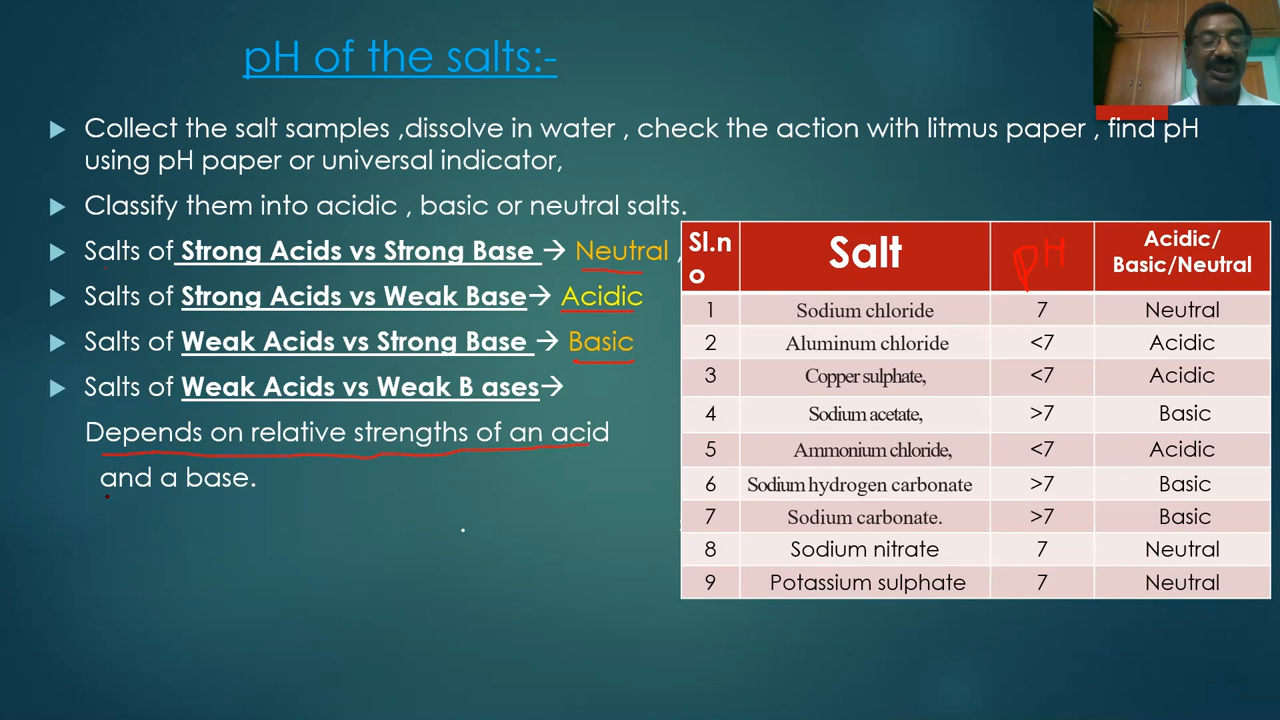 pH of the salts:-
Collect the salt samples ,dissolve in water , check the action with litmus paper , find pH
using pH paper or universal indicator,
Classify them into acidic , basic or neutral salts.
Salts of Strong Acids vs Strong Base → Neutral ,
Salts of Strong Acids vs Weak Base→ Acidic
Salts of Weak Acids vs Strong Base → Basic
Salts of Weak Acids vs Weak B ases→
Depends on relative strengths of an acid
and a base.
Sl.n
o
Salt
pH
Acidic/
Basic/Neutral
1 Sodium chloride 7 Neutral
2 Aluminum chloride <7 Acidic
3 Copper sulphate, <7 Acidic
4 Sodium acetate, >7 Basic
5 Ammonium chloride, <7 Acidic
6 Sodium hydrogen carbonate >7 Basic
7 Sodium carbonate. >7 Basic
8 Sodium nitrate 7 Neutral
9 Potassium sulphate 7 Neutral